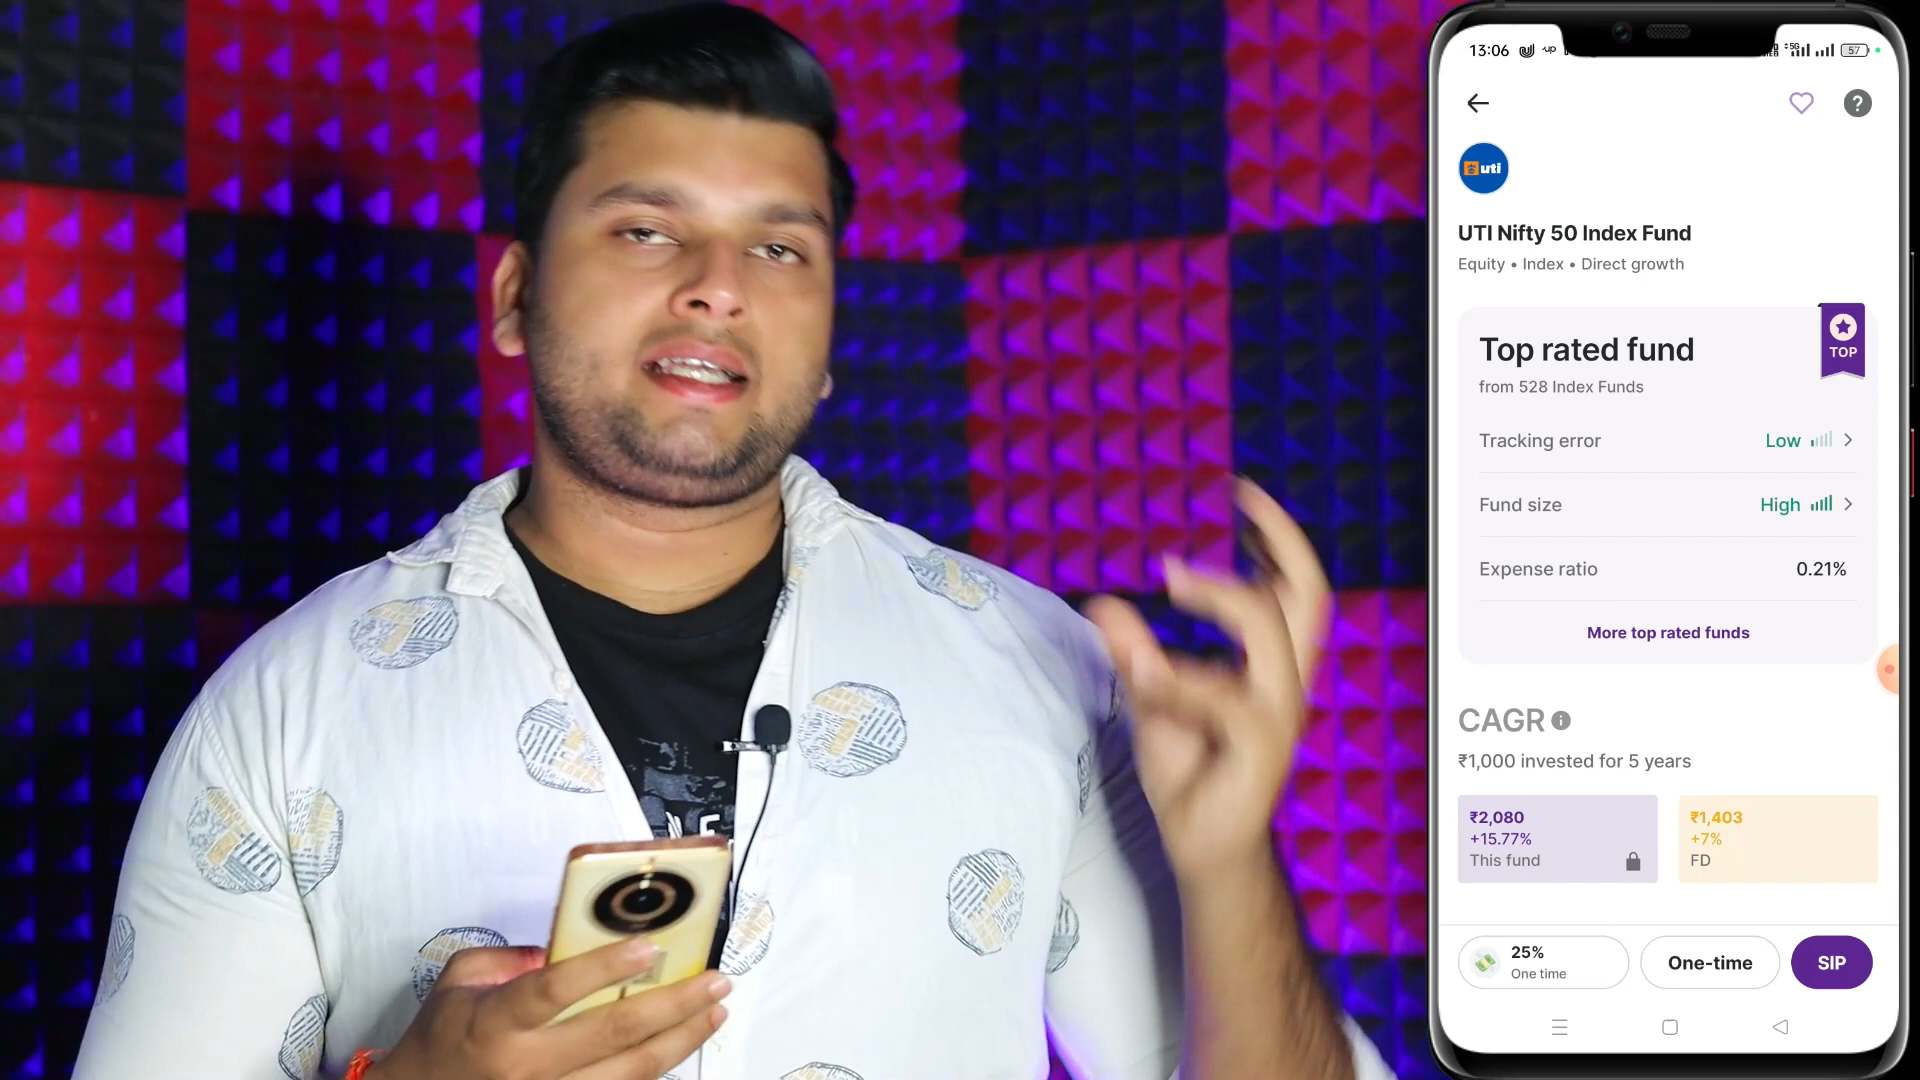 13:06
57
uti
UTI Nifty 50 Index Fund
Equity • Index • Direct growth
Top rated fund
TOP
from 528 Index Funds
Tracking error Low
Fund size High
Expense ratio 0.21%
More top rated funds
CAGR
₹1,000 invested for 5 years
₹2,080
+15.77%
This fund
₹1,403
+7%
FD
25%
One time
One-time
SIP